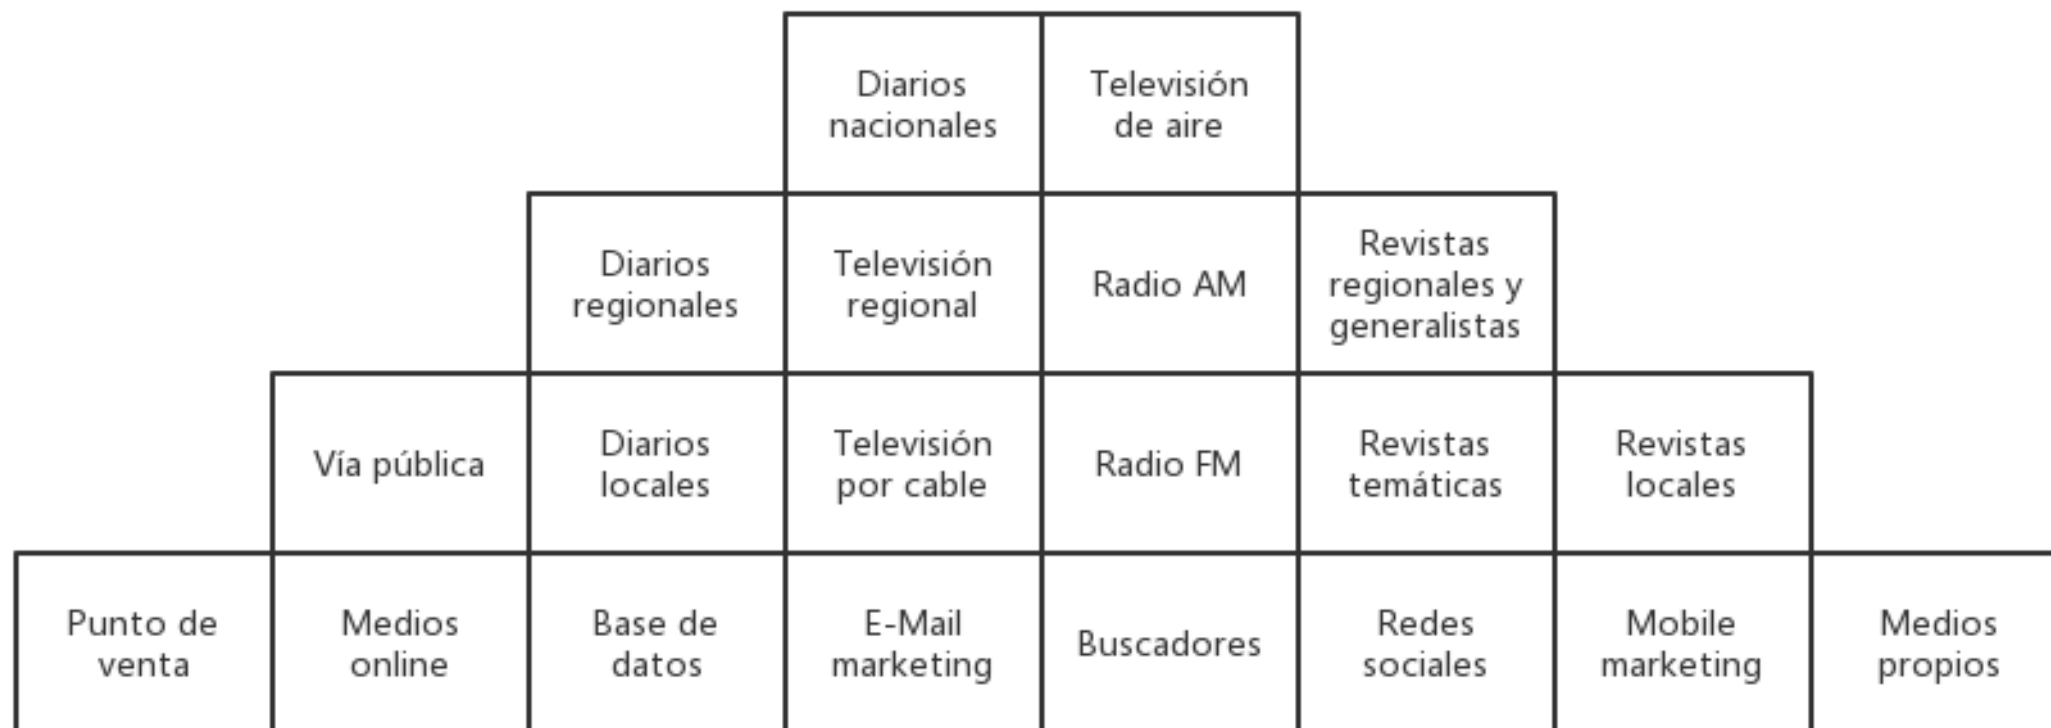 Diarios
nacionales
Televisión
de aire
Diarios
regionales
Televisión
regional
Radio AM
Revistas
regionales y
generalistas
Vía pública
Diarios
locales
Televisión
por cable
Radio FM
Revistas
temáticas
Revistas
locales
Punto de
venta
Medios
online
Base de
datos
E-Mail
marketing
Buscadores
Redes
sociales
Mobile
marketing
Medios
propios